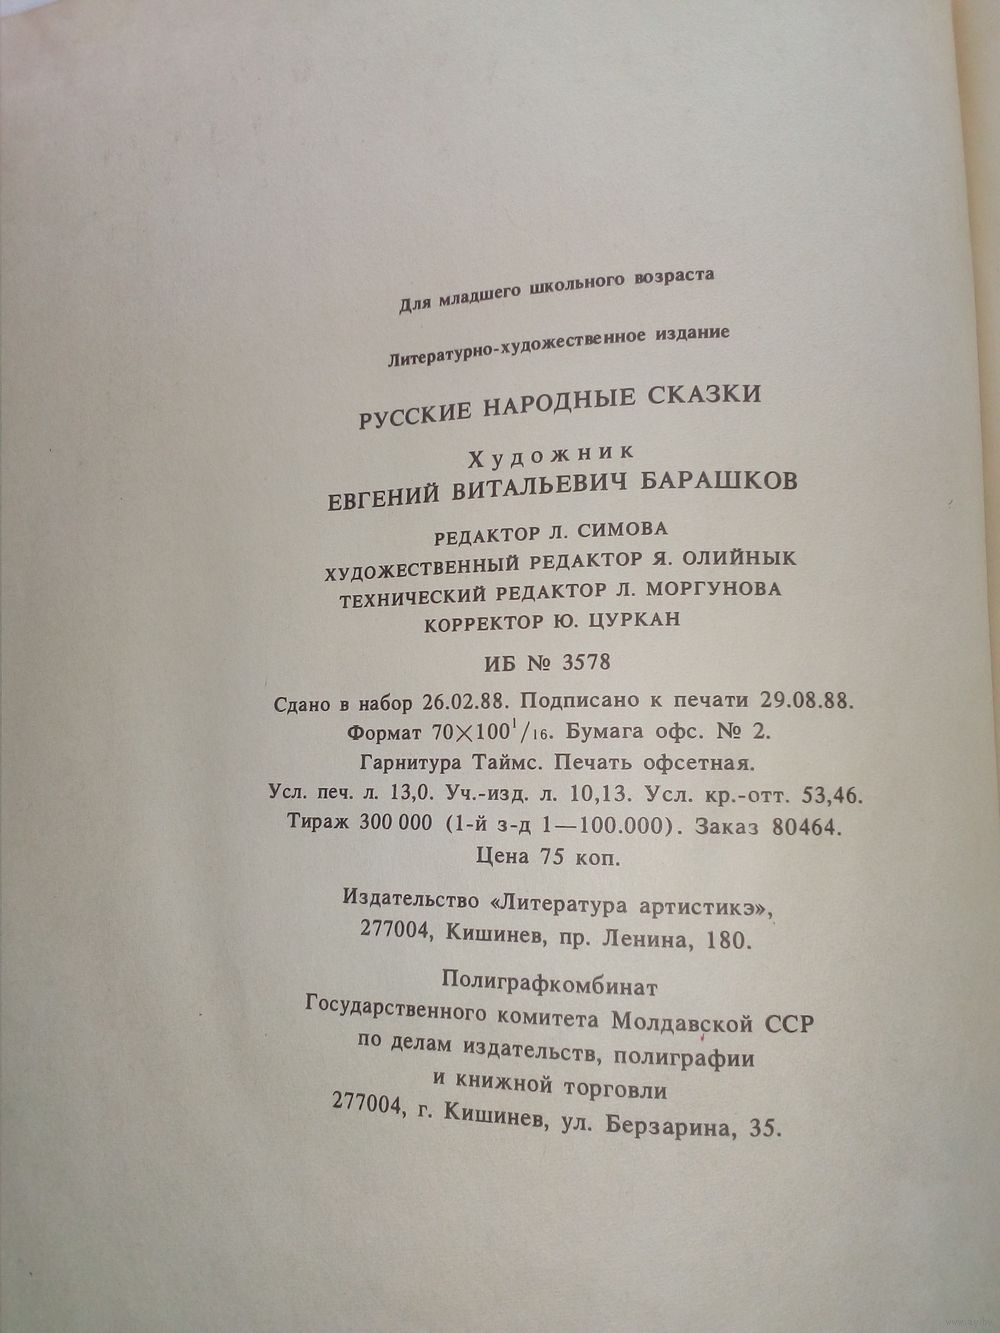 Для младшего школьного возраста
Литературно-художественное издание
РУССКИЕ НАРОДНЫЕ СКАЗКИ
Художник
ЕВГЕНИЙ ВИТАЛЬЕВИЧ БАРАШКОВ
РЕДАКТОР Л. СИМОВА
ХУДОЖЕСТВЕННЫЙ РЕДАКТОР Я. ОЛИЙНЫК
ТЕХНИЧЕСКИЙ РЕДАКТОР Л. МОРГУНОВА
КОРРЕКТОР Ю. ЦУРКАН
ИБ № 3578
Сдано в набор 26.02.88. Подписано к печати 29.08.88.
Формат 70×100¹/₁₆. Бумага офс. № 2.
Гарнитура Таймс. Печать офсетная.
Усл. печ. л. 13,0. Уч.-изд. л. 10,13. Усл. кр.-отт. 53,46.
Тираж 300 000 (1-й з-д 1—100.000). Заказ 80464.
Цена 75 коп.
Издательство «Литература артистикэ»,
277004, Кишинев, пр. Ленина, 180.
Полиграфкомбинат
Государственного комитета Молдавской ССР
по делам издательств, полиграфии
и книжной торговли
277004, г. Кишинев, ул. Берзарина, 35.
www.ay.by